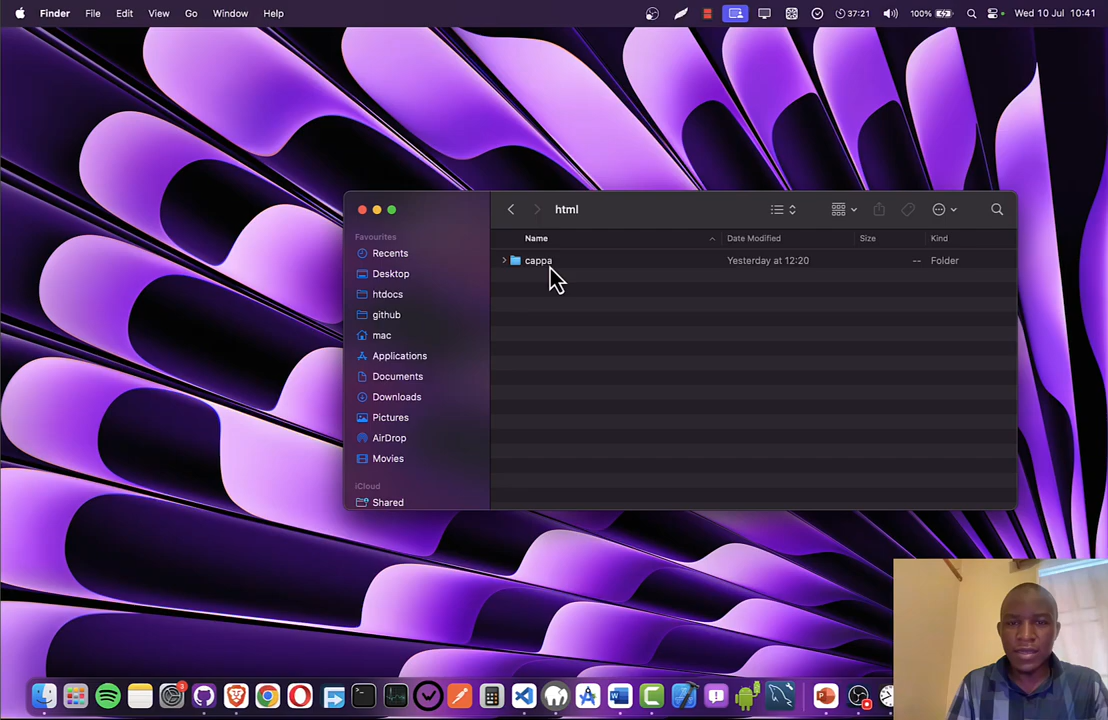 Finder File Edit View Go Window Help 37:21 100% Wed 10 Jul 10:41
html
Favourites
Recents
Desktop
htdocs
github
mac
Applications
Documents
Downloads
Pictures
AirDrop
Movies
iCloud
Shared
Name Date Modified Size Kind
cappa Yesterday at 12:20 -- Folder